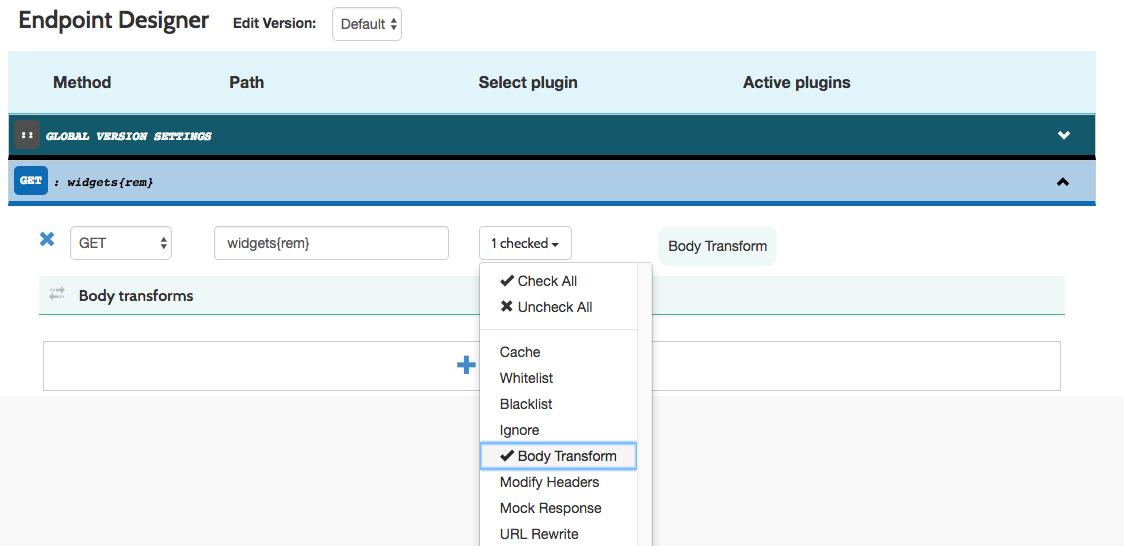 Endpoint Designer Edit Version: Default
Method Path Select plugin Active plugins
GLOBAL VERSION SETTINGS
GET : widgets{rem}
GET widgets{rem} 1 checked Body Transform
Check All
Body transforms
Uncheck All
Cache
Whitelist
Blacklist
Ignore
Body Transform
Modify Headers
Mock Response
URL Rewrite